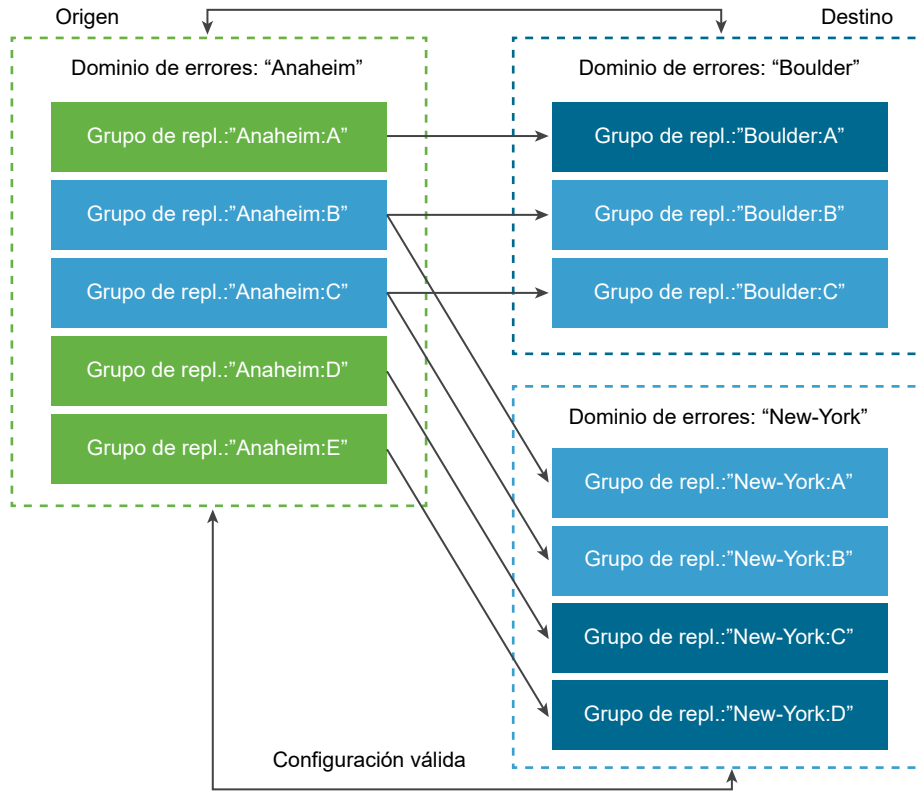 Origen
Destino
Dominio de errores: “Anaheim”
Grupo de repl.:”Anaheim:A”
Grupo de repl.:”Anaheim:B”
Grupo de repl.:”Anaheim:C”
Grupo de repl.:”Anaheim:D”
Grupo de repl.:”Anaheim:E”
Dominio de errores: “Boulder”
Grupo de repl.:”Boulder:A”
Grupo de repl.:”Boulder:B”
Grupo de repl.:”Boulder:C”
Dominio de errores: “New-York”
Grupo de repl.:”New-York:A”
Grupo de repl.:”New-York:B”
Grupo de repl.:”New-York:C”
Grupo de repl.:”New-York:D”
Configuración válida